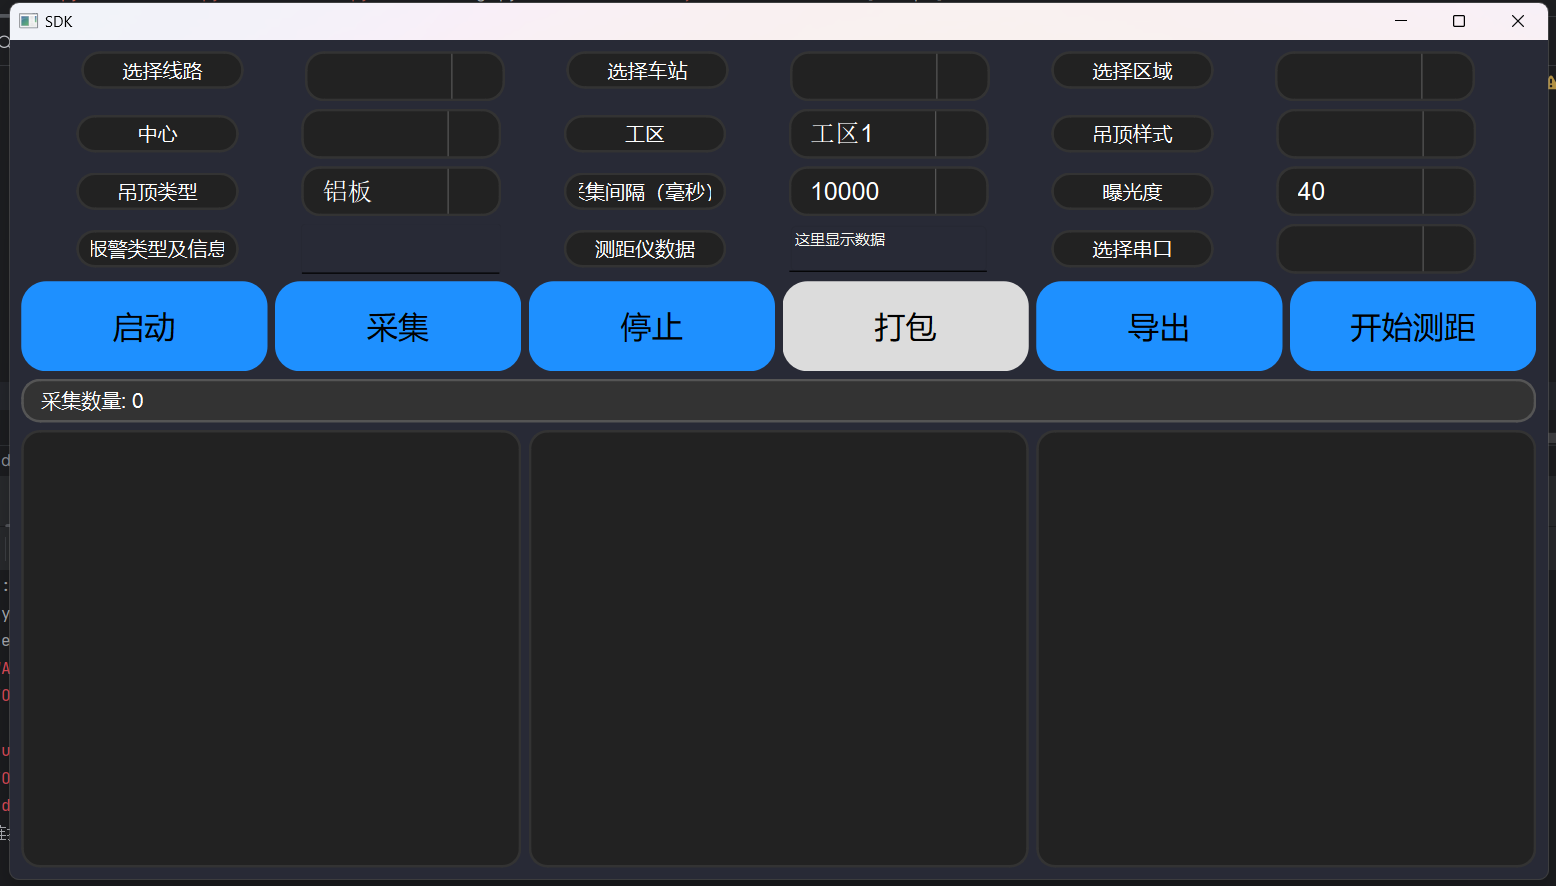 SDK
选择线路
选择车站
选择区域
中心
工区
工区1
吊顶样式
吊顶类型
铝板
采集间隔（毫秒）
10000
曝光度
40
报警类型及信息
测距仪数据
这里显示数据
选择串口
启动
采集
停止
打包
导出
开始测距
采集数量: 0